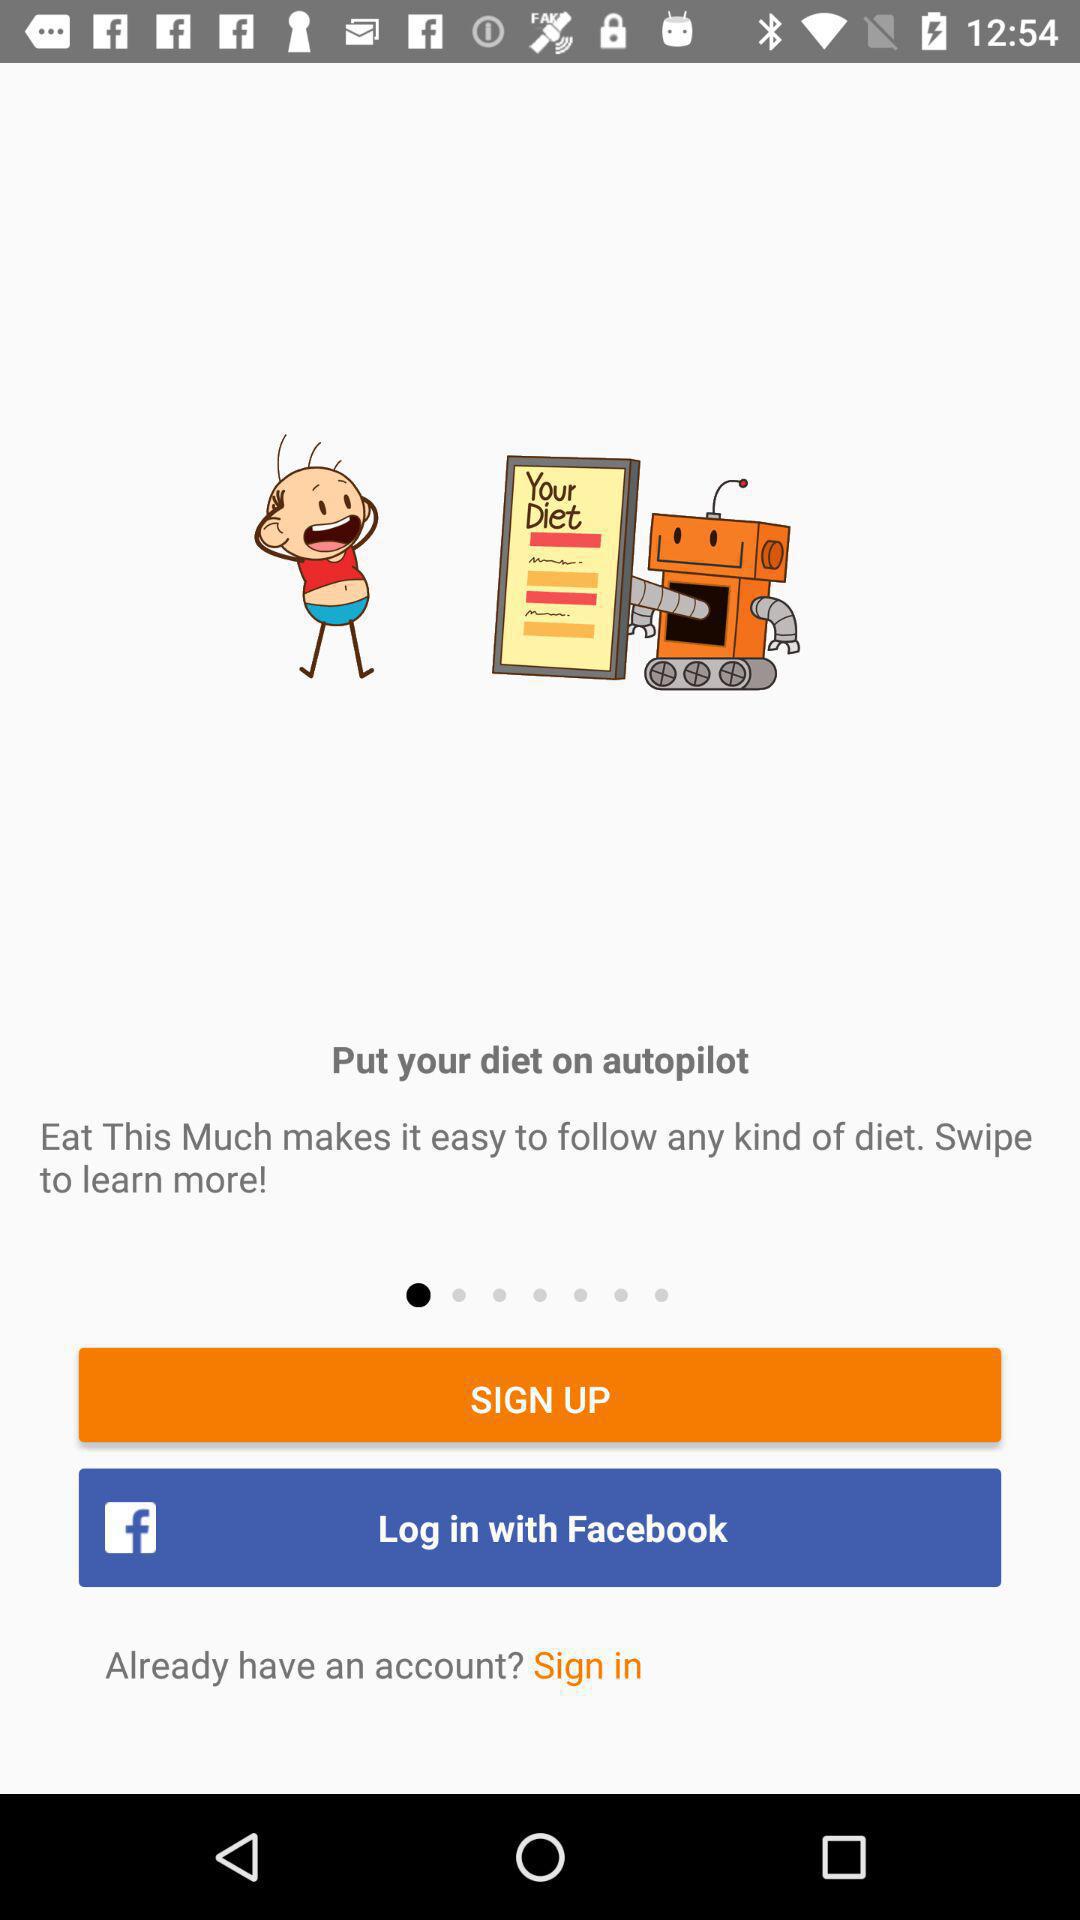 FAKE
12:54
Your
Diet
Put your diet on autopilot
Eat This Much makes it easy to follow any kind of diet. Swipe
to learn more!
SIGN UP
Log in with Facebook
Already have an account? Sign in